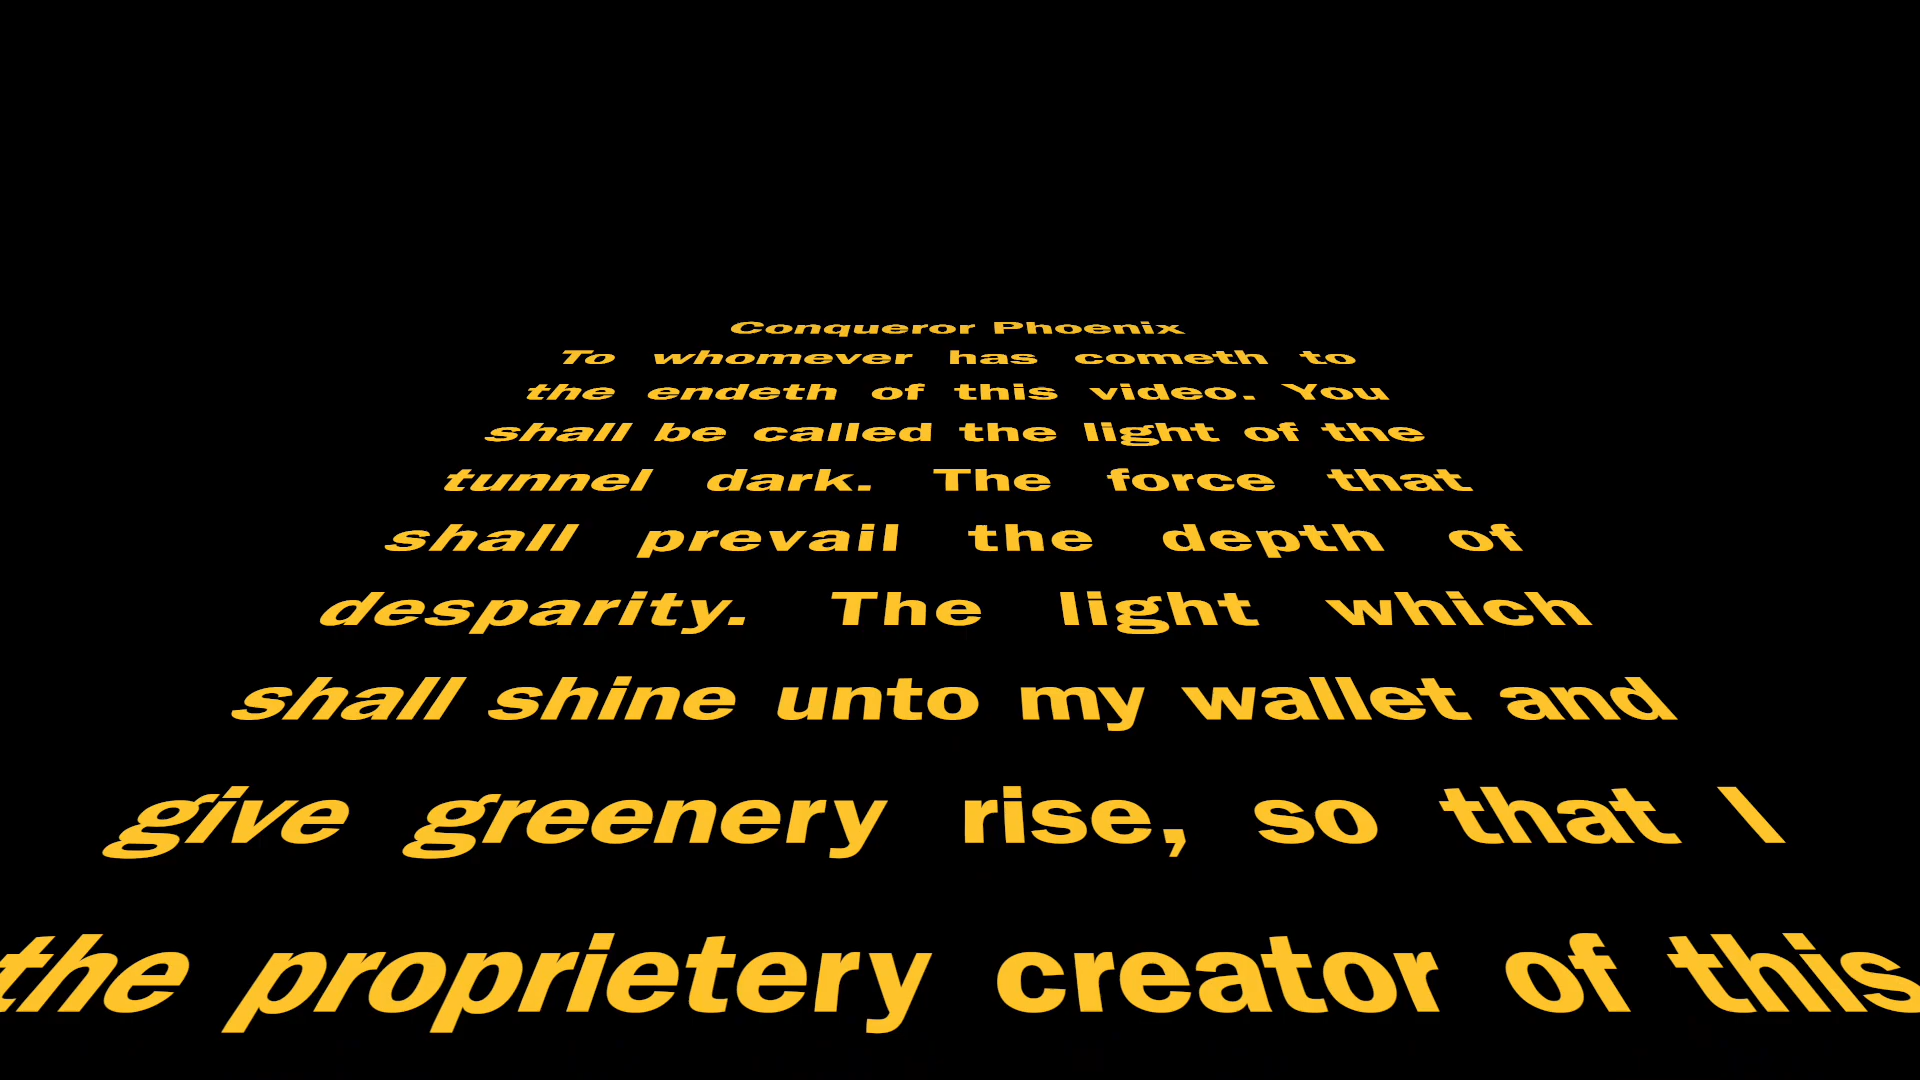 Conqueror Phoenix
To whomever has cometh to
the endeth of this video. You
shall be called the light of the
tunnel dark. The force that
shall prevail the depth of
desparity. The light which
shall shine unto my wallet and
give greenery rise, so that I
the proprietery creator of this